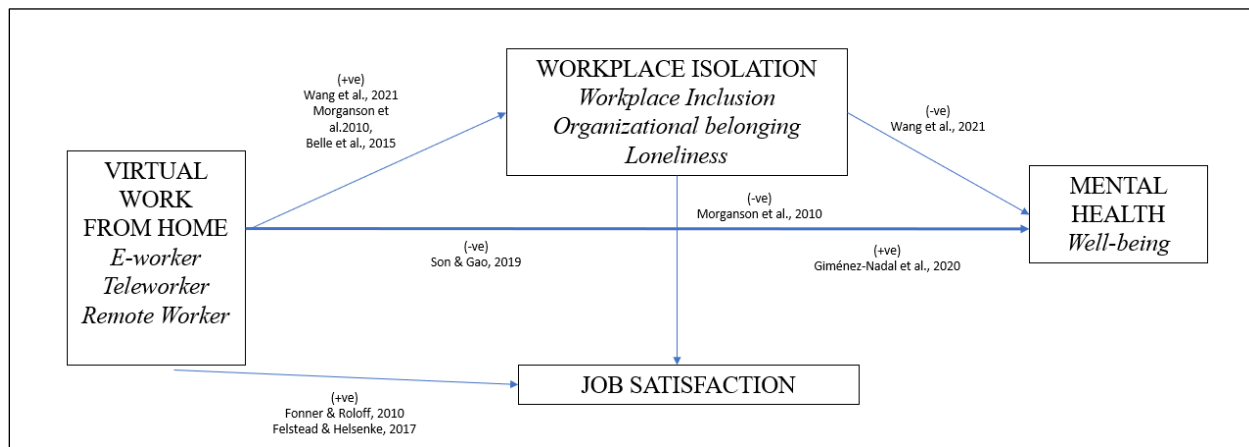 VIRTUAL
WORK
FROM HOME
E-worker
Teleworker
Remote Worker
(+ve)
Wang et al., 2021
Morganson et
al.2010,
Belle et al., 2015
WORKPLACE ISOLATION
Workplace Inclusion
Organizational belonging
Loneliness
(-ve)
Wang et al., 2021
(-ve)
Morganson et al., 2010
(-ve)
Son & Gao, 2019
(+ve)
Giménez-Nadal et al., 2020
MENTAL
HEALTH
Well-being
(+ve)
Fonner & Roloff, 2010
Felstead & Helsenke, 2017
JOB SATISFACTION